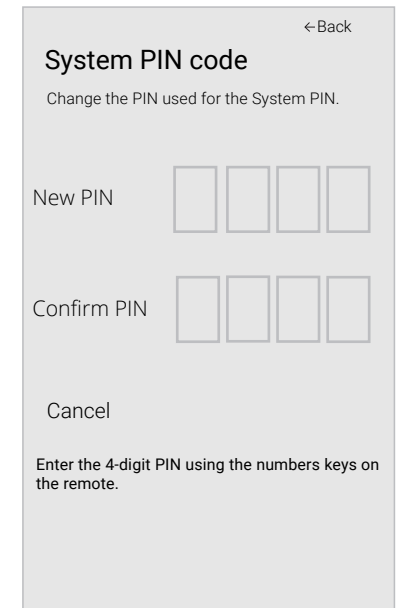 ←Back
System PIN code
Change the PIN used for the System PIN.
New PIN
Confirm PIN
Cancel
Enter the 4-digit PIN using the numbers keys on
the remote.